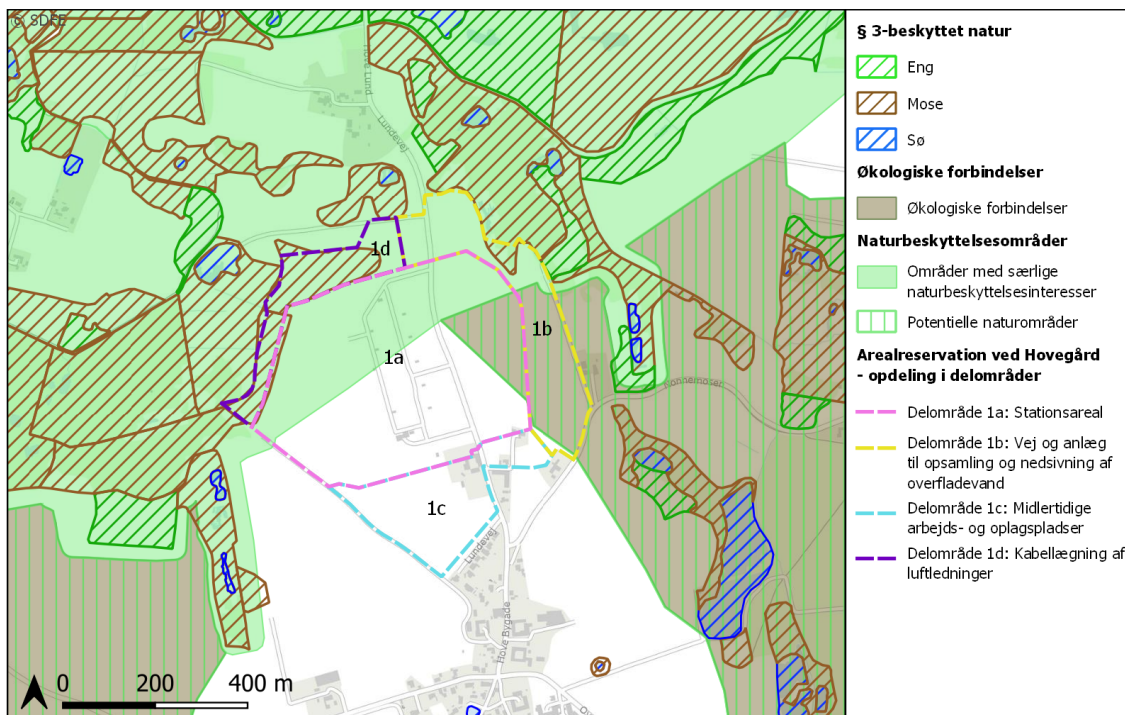 © SDFE
Hove Lund
Lundevej
1d
1b
1a
Nonnemosen
1c
Lundevej
Hove Bygade
0 200 400 m
§ 3-beskyttet natur
Eng
Mose
Sø
Økologiske forbindelser
Økologiske forbindelser
Naturbeskyttelsesområder
Områder med særlige
naturbeskyttelsesinteresser
Potentielle naturområder
Arealreservation ved Hovegård
- opdeling i delområder
Delområde 1a: Stationsareal
Delområde 1b: Vej og anlæg
til opsamling og nedsivning af
overfladevand
Delområde 1c: Midlertidige
arbejds- og oplagspladser
Delområde 1d: Kabellægning af
luftledninger